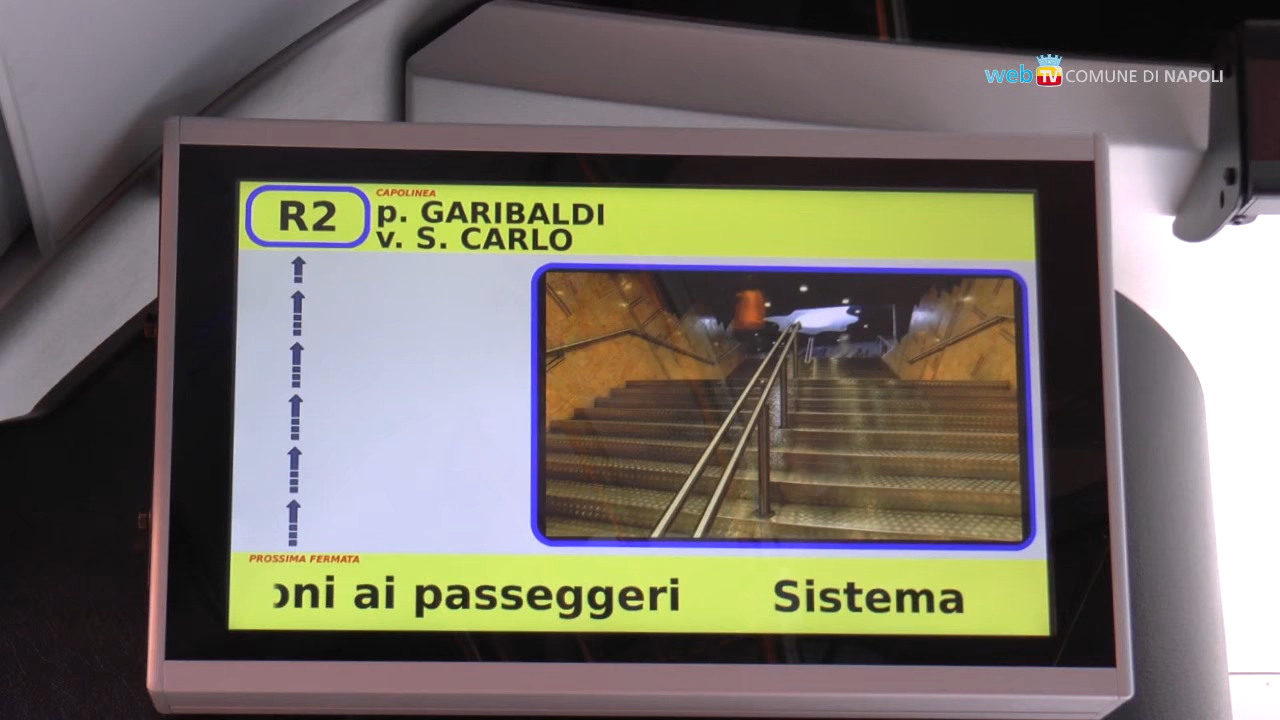 web TV COMUNE DI NAPOLI
R2
CAPOLINEA
p. GARIBALDI
v. S. CARLO
PROSSIMA FERMATA
oni ai passeggeri Sistema